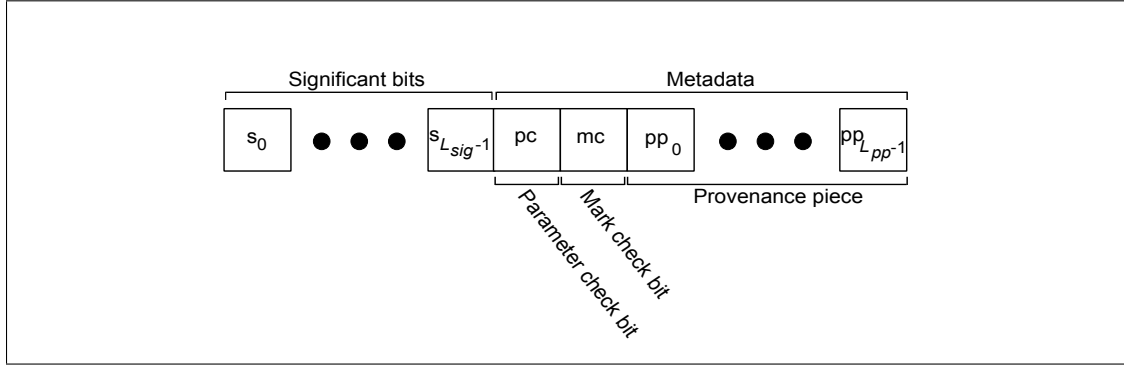 Significant bits Metadata
s0 sLsig-1 pc mc pp0 ppLpp-1
Provenance piece
Parameter check bit
Mark check bit